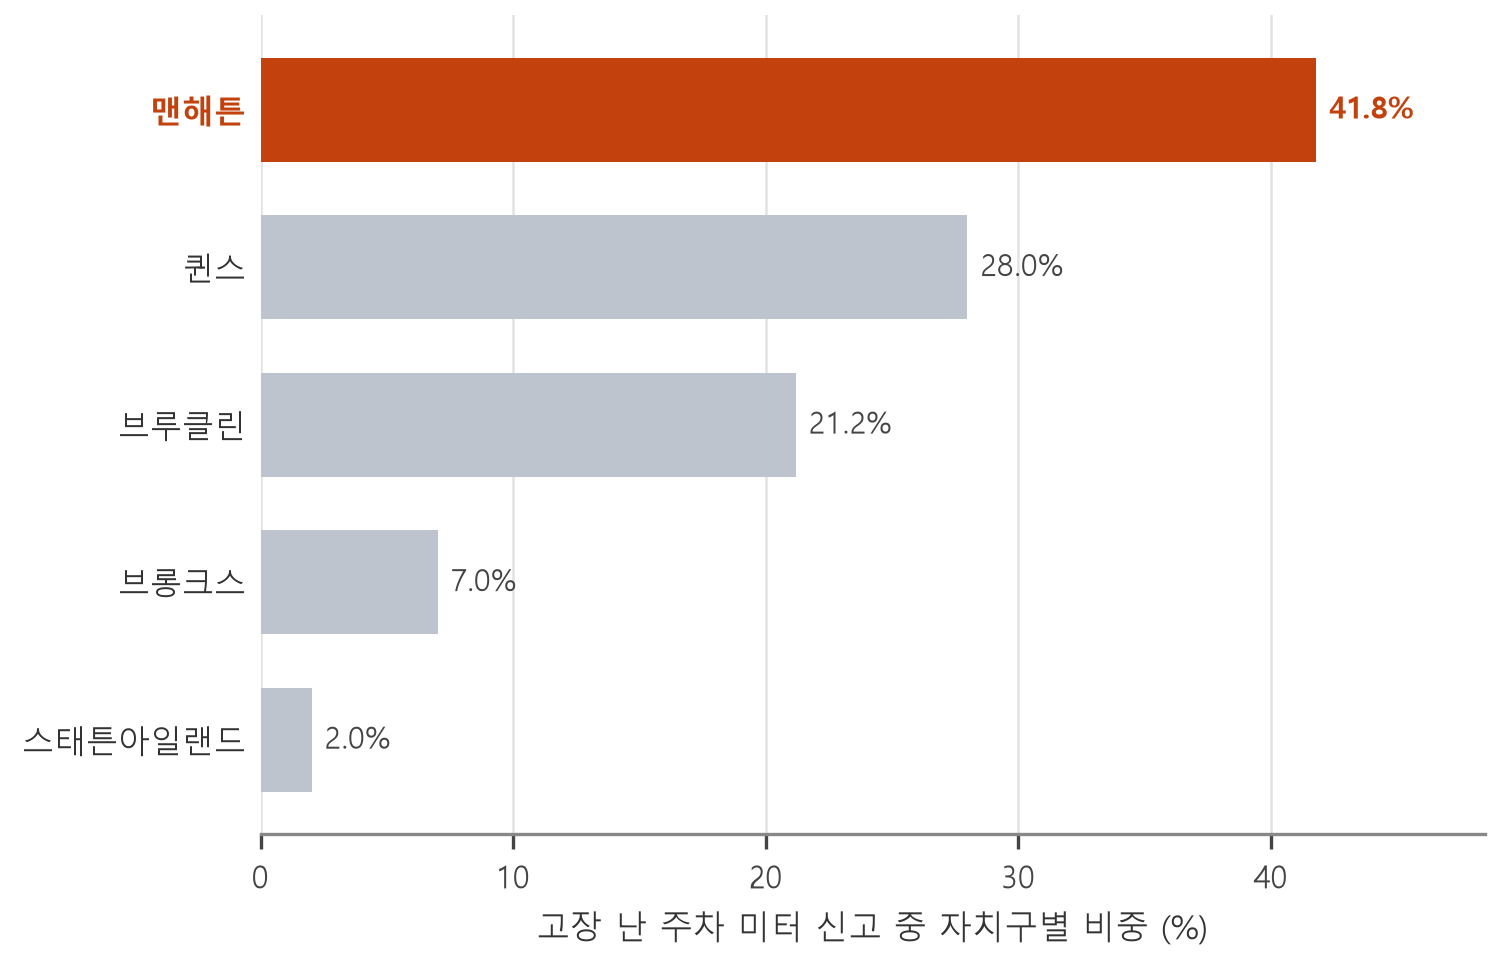 맨해튼 41.8%
퀸스 28.0%
브루클린 21.2%
브롱크스 7.0%
스태튼아일랜드 2.0%
0 10 20 30 40
고장 난 주차 미터 신고 중 자치구별 비중 (%)